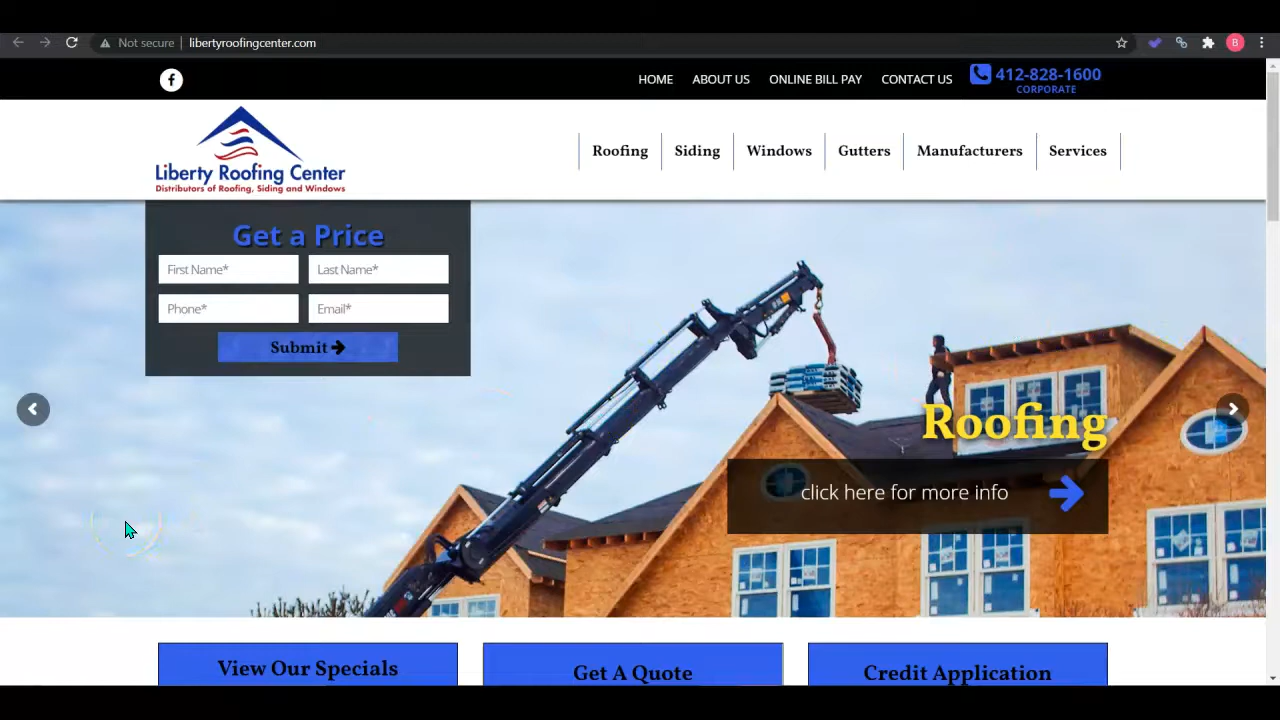 Not secure libertyroofingcenter.com
B
HOME ABOUT US ONLINE BILL PAY CONTACT US 412-828-1600
CORPORATE
Liberty Roofing Center
Distributors of Roofing, Siding and Windows
Roofing Siding Windows Gutters Manufacturers Services
Get a Price
First Name* Last Name*
Phone* Email*
Submit
Roofing
click here for more info
View Our Specials Get A Quote Credit Application